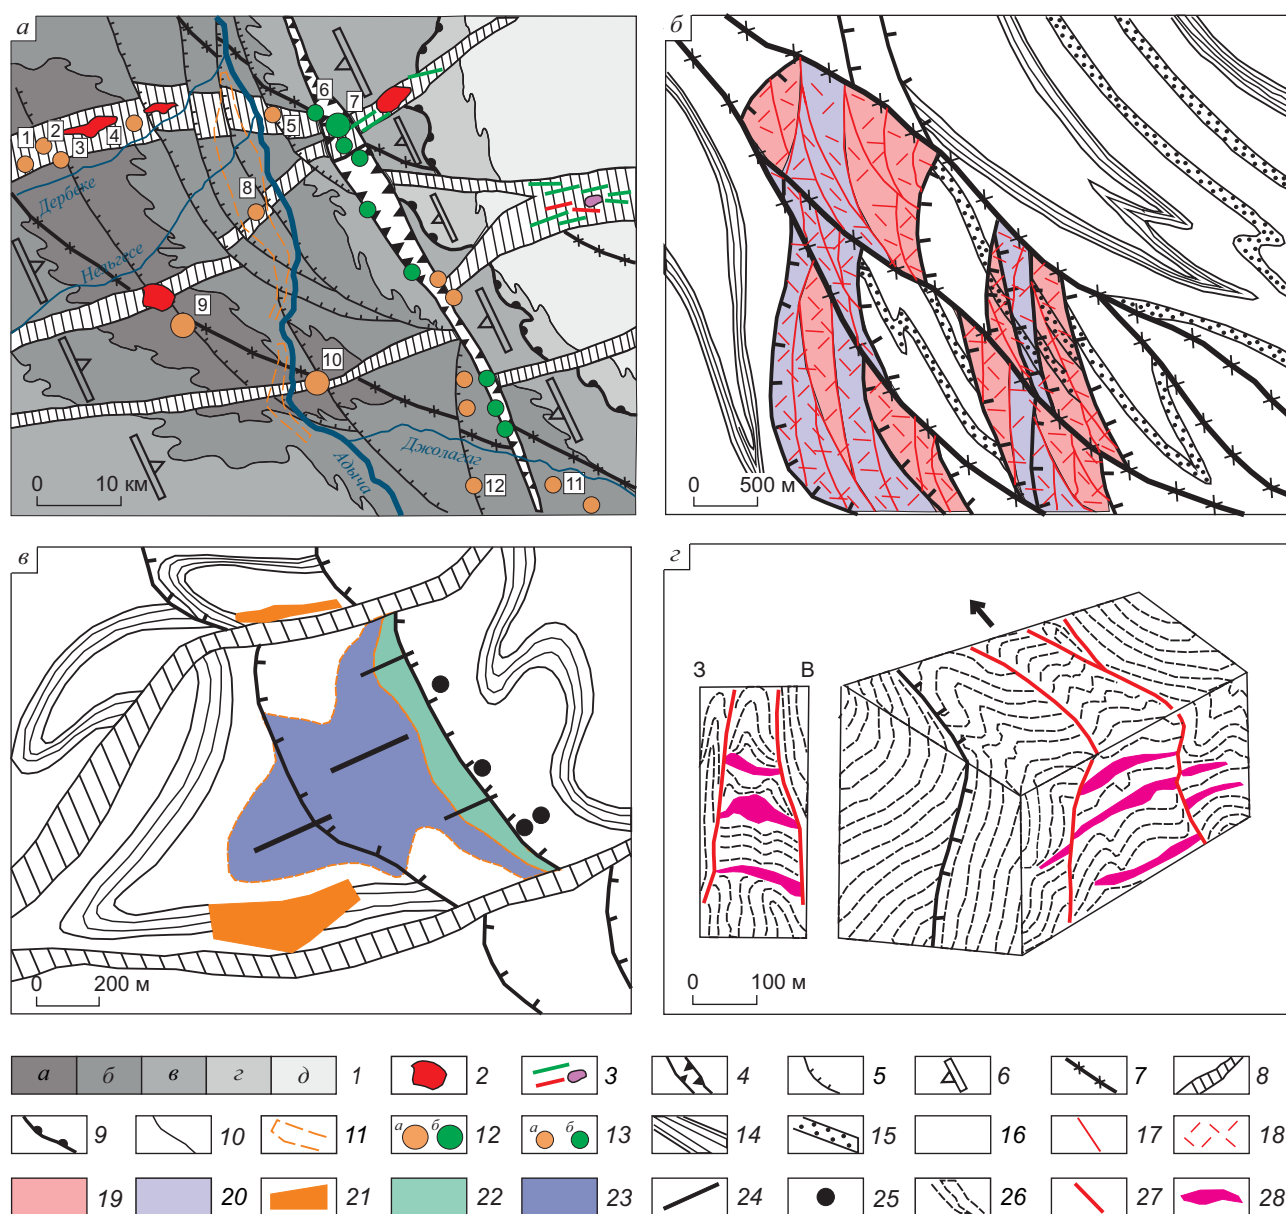 а
б
1
2
3
4
5
6
7
8
9
10
11
12
Дербеке
Нельгесе
Адыча
Джолагаг
0 10 км
0 500 м
в
г
З В
0 200 м
0 100 м
а б в г д 1 2 3 4 5 6 7 8
9 10 11 а б 12 а б 13 14 15 16 17 18
19 20 21 22 23 24 25 26 27 28